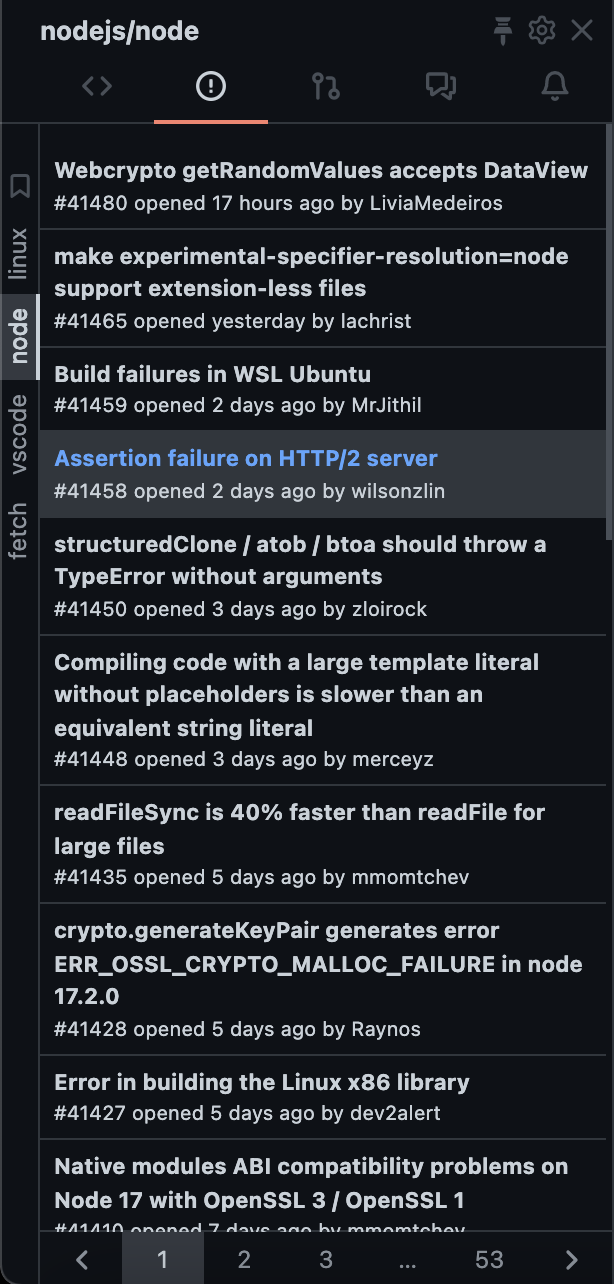 nodejs/node
linux
node
vscode
fetch
Webcrypto getRandomValues accepts DataView
#41480 opened 17 hours ago by LiviaMedeiros
make experimental-specifier-resolution=node
support extension-less files
#41465 opened yesterday by lachrist
Build failures in WSL Ubuntu
#41459 opened 2 days ago by MrJithil
Assertion failure on HTTP/2 server
#41458 opened 2 days ago by wilsonzlin
structuredClone / atob / btoa should throw a
TypeError without arguments
#41450 opened 3 days ago by zloirock
Compiling code with a large template literal
without placeholders is slower than an
equivalent string literal
#41448 opened 3 days ago by merceyz
readFileSync is 40% faster than readFile for
large files
#41435 opened 5 days ago by mmomtchev
crypto.generateKeyPair generates error
ERR_OSSL_CRYPTO_MALLOC_FAILURE in node
17.2.0
#41428 opened 5 days ago by Raynos
Error in building the Linux x86 library
#41427 opened 5 days ago by dev2alert
Native modules ABI compatibility problems on
Node 17 with OpenSSL 3 / OpenSSL 1
#41410 opened 7 days ago by mmomtchev
1 2 3 ... 53